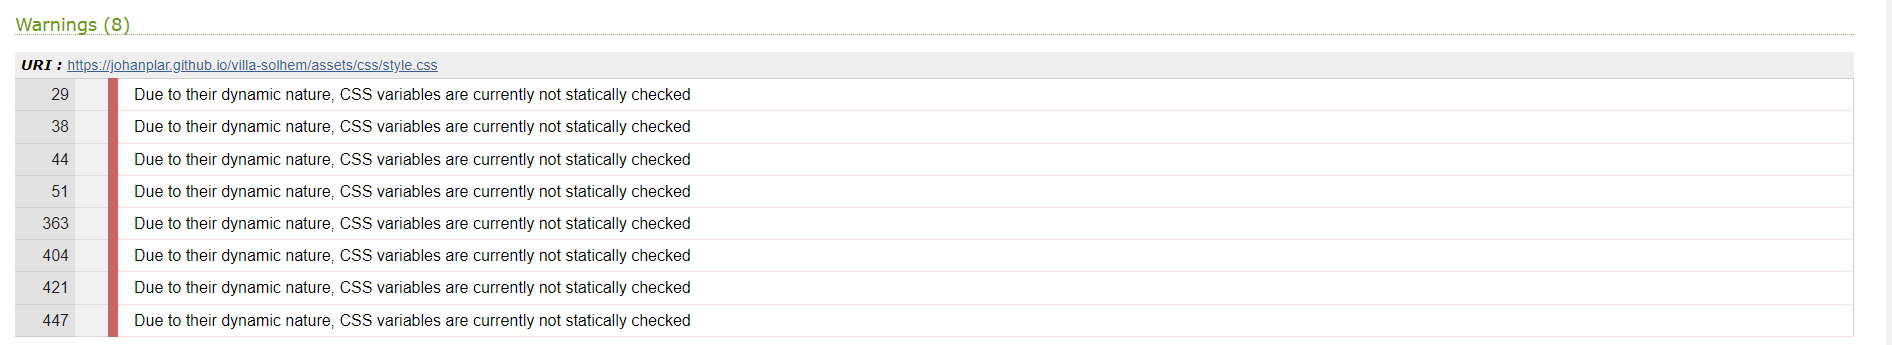 Warnings (8)
URI : https://johanplar.github.io/villa-solhem/assets/css/style.css
29 Due to their dynamic nature, CSS variables are currently not statically checked
38 Due to their dynamic nature, CSS variables are currently not statically checked
44 Due to their dynamic nature, CSS variables are currently not statically checked
51 Due to their dynamic nature, CSS variables are currently not statically checked
363 Due to their dynamic nature, CSS variables are currently not statically checked
404 Due to their dynamic nature, CSS variables are currently not statically checked
421 Due to their dynamic nature, CSS variables are currently not statically checked
447 Due to their dynamic nature, CSS variables are currently not statically checked